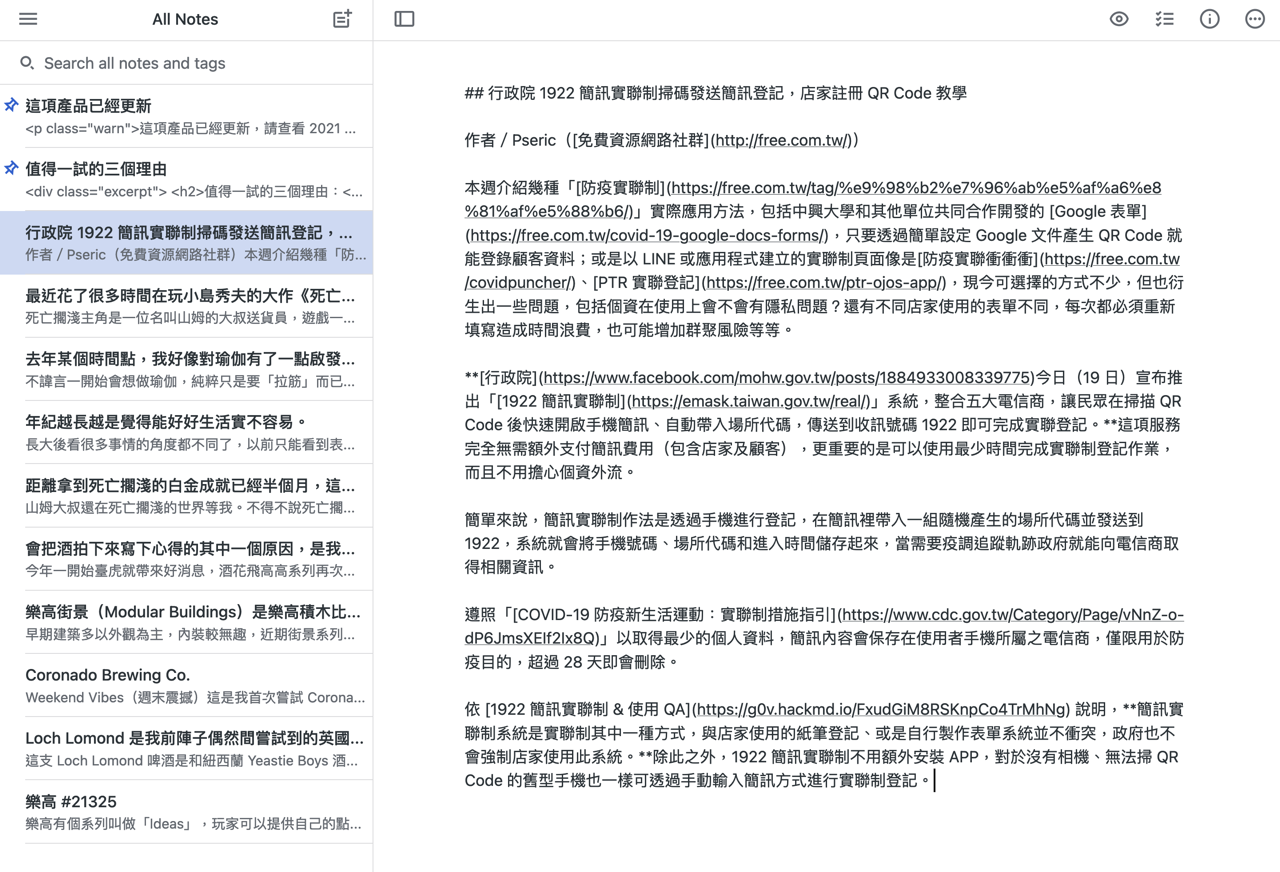 All Notes
Search all notes and tags
這項產品已經更新
<p class="warn">這項產品已經更新，請查看 2021 ...
值得一試的三個理由
<div class="excerpt"> <h2>值得一試的三個理由：<...
行政院 1922 簡訊實聯制掃碼發送簡訊登記，...
作者 / Pseric（免費資源網路社群）本週介紹幾種「防...
最近花了很多時間在玩小島秀夫的大作《死亡...
死亡擱淺主角是一位名叫山姆的大叔送貨員，遊戲一...
去年某個時間點，我好像對瑜伽有了一點啟發...
不諱言一開始會想做瑜伽，純粹只是要「拉筋」而已...
年紀越長越是覺得能好好生活實不容易。
長大後看很多事情的角度都不同了，以前只能看到表...
距離拿到死亡擱淺的白金成就已經半個月，這...
山姆大叔還在死亡擱淺的世界等我。不得不說死亡擱...
會把酒拍下來寫下心得的其中一個原因，是我...
今年一開始臺虎就帶來好消息，酒花飛高高系列再次...
樂高街景（Modular Buildings）是樂高積木比...
早期建築多以外觀為主，內裝較無趣，近期街景系列...
Coronado Brewing Co.
Weekend Vibes（週末震撼）這是我首次嘗試 Corona...
Loch Lomond 是我前陣子偶然間嘗試到的英國...
這支 Loch Lomond 啤酒是和紐西蘭 Yeastie Boys 酒...
樂高 #21325
樂高有個系列叫做「Ideas」，玩家可以提供自己的點...
## 行政院 1922 簡訊實聯制掃碼發送簡訊登記，店家註冊 QR Code 教學
作者 / Pseric（[免費資源網路社群](http://free.com.tw/)）
本週介紹幾種「[防疫實聯制](https://free.com.tw/tag/%e9%98%b2%e7%96%ab%e5%af%a6%e8
%81%af%e5%88%b6/)」實際應用方法，包括中興大學和其他單位共同合作開發的 [Google 表單]
(https://free.com.tw/covid-19-google-docs-forms/)，只要透過簡單設定 Google 文件產生 QR Code 就
能登錄顧客資料；或是以 LINE 或應用程式建立的實聯制頁面像是[防疫實聯衝衝衝](https://free.com.tw
/covidpuncher/)、[PTR 實聯登記](https://free.com.tw/ptr-ojos-app/)，現今可選擇的方式不少，但也衍
生出一些問題，包括個資在使用上會不會有隱私問題？還有不同店家使用的表單不同，每次都必須重新
填寫造成時間浪費，也可能增加群聚風險等等。
**[行政院](https://www.facebook.com/mohw.gov.tw/posts/1884933008339775)今日（19 日）宣布推
出「[1922 簡訊實聯制](https://emask.taiwan.gov.tw/real/)」系統，整合五大電信商，讓民眾在掃描 QR
Code 後快速開啟手機簡訊、自動帶入場所代碼，傳送到收訊號碼 1922 即可完成實聯登記。**這項服務
完全無需額外支付簡訊費用（包含店家及顧客），更重要的是可以使用最少時間完成實聯制登記作業，
而且不用擔心個資外流。
簡單來說，簡訊實聯制作法是透過手機進行登記，在簡訊裡帶入一組隨機產生的場所代碼並發送到
1922，系統就會將手機號碼、場所代碼和進入時間儲存起來，當需要疫調追蹤軌跡政府就能向電信商取
得相關資訊。
遵照「[COVID-19 防疫新生活運動：實聯制措施指引](https://www.cdc.gov.tw/Category/Page/vNnZ-o-
dP6JmsXEIf2Ix8Q)」以取得最少的個人資料，簡訊內容會保存在使用者手機所屬之電信商，僅限用於防
疫目的，超過 28 天即會刪除。
依 [1922 簡訊實聯制 & 使用 QA](https://g0v.hackmd.io/FxudGiM8RSKnpCo4TrMhNg) 說明，**簡訊實
聯制系統是實聯制其中一種方式，與店家使用的紙筆登記、或是自行製作表單系統並不衝突，政府也不
會強制店家使用此系統。**除此之外，1922 簡訊實聯制不用額外安裝 APP，對於沒有相機、無法掃 QR
Code 的舊型手機也一樣可透過手動輸入簡訊方式進行實聯制登記。